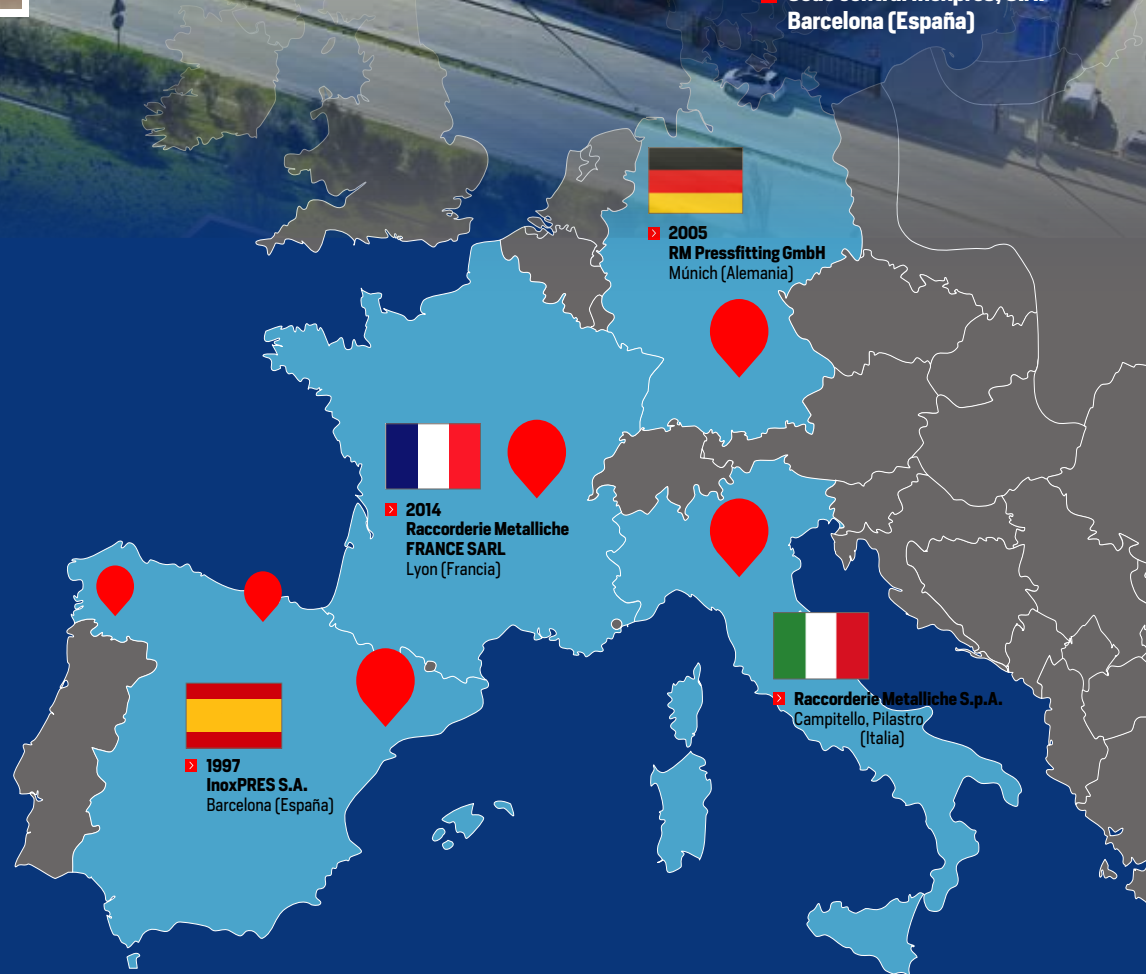 Barcelona (España)
2005
RM Pressfitting GmbH
Múnich (Alemania)
2014
Raccorderie Metalliche
FRANCE SARL
Lyon (Francia)
Raccorderie Metalliche S.p.A.
Campitello, Pilastro
(Italia)
1997
InoxPRES S.A.
Barcelona (España)